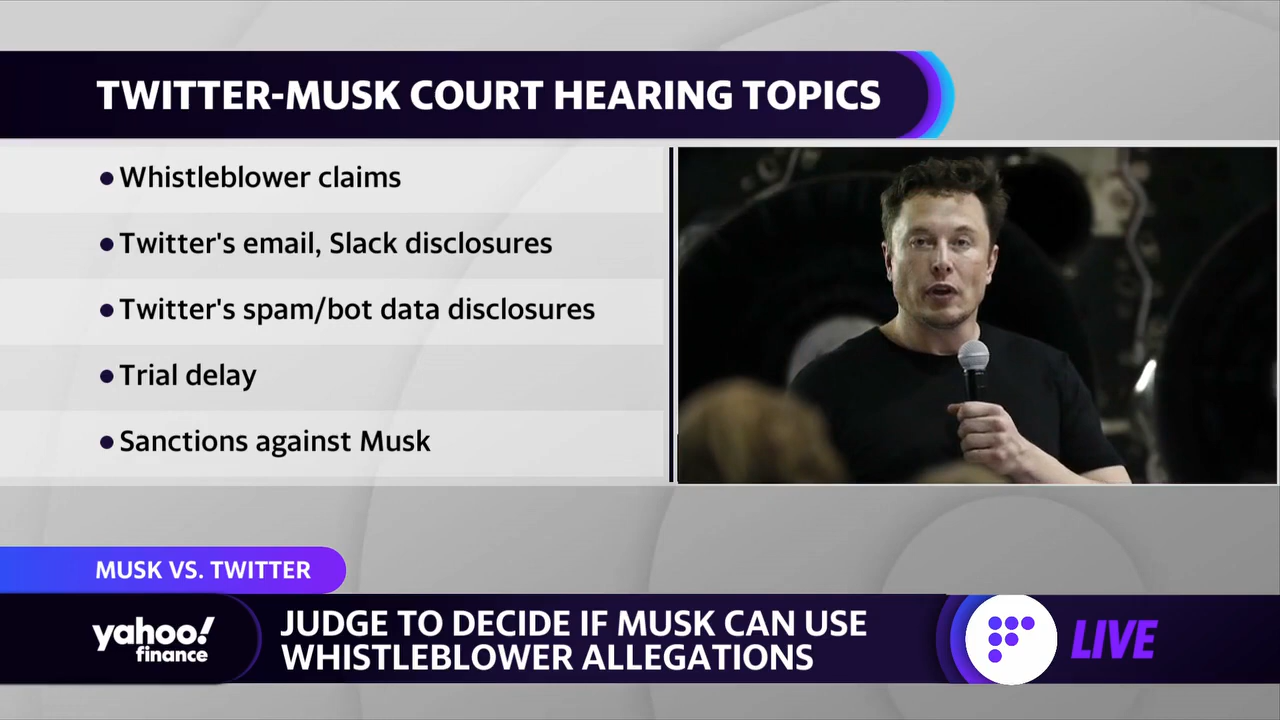 TWITTER-MUSK COURT HEARING TOPICS
● Whistleblower claims
● Twitter's email, Slack disclosures
● Twitter's spam/bot data disclosures
● Trial delay
● Sanctions against Musk
MUSK VS. TWITTER
yahoo!
finance
JUDGE TO DECIDE IF MUSK CAN USE
WHISTLEBLOWER ALLEGATIONS
LIVE